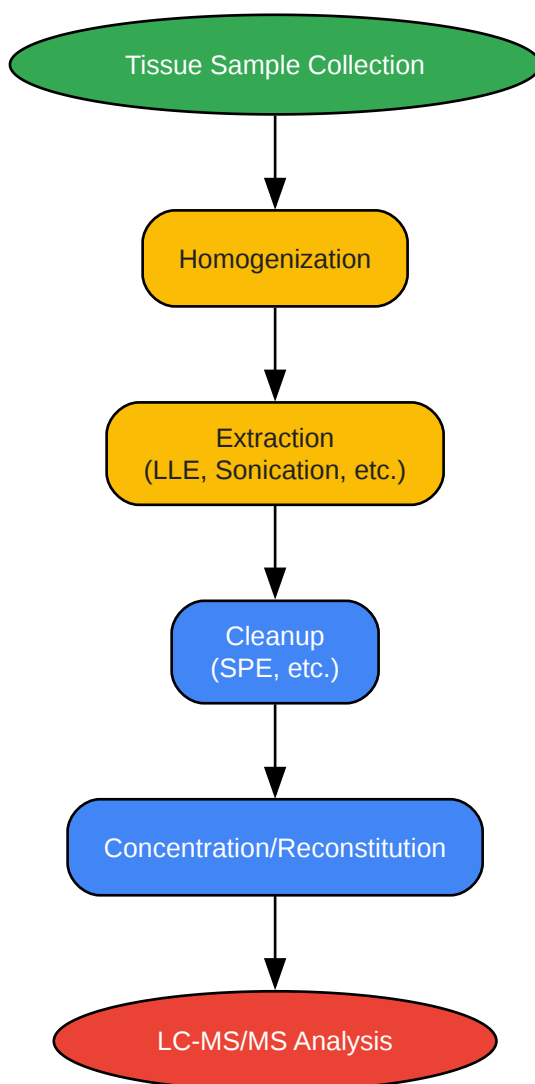 Tissue Sample Collection
Homogenization
Extraction
(LLE, Sonication, etc.)
Cleanup
(SPE, etc.)
Concentration/Reconstitution
LC-MS/MS Analysis